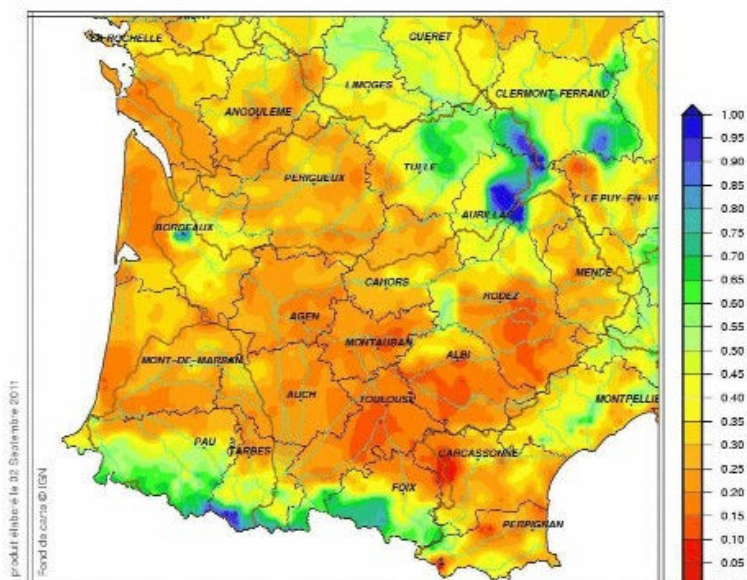 LA ROCHELLE
GUERET
LIMOGES
CLERMONT-FERRAND
ANGOULEME
TULLE
PERIGUEUX
LE PUY-EN-VE
AURILLAC
BORDEAUX
MENDE
CAHORS
RODEZ
AGEN
MONTAUBAN
ALBI
MONT-DE-MARSAN
AUCH
TOULOUSE
MONTPELLIE
PAU
TARBES
CARCASSONNE
FOIX
PERPIGNAN
1.00
0.95
0.90
0.85
0.80
0.75
0.70
0.65
0.60
0.55
0.50
0.45
0.40
0.35
0.30
0.25
0.20
0.15
0.10
0.05
produit élaboré le 02 Septembre 2011
Fond de carte © IGN